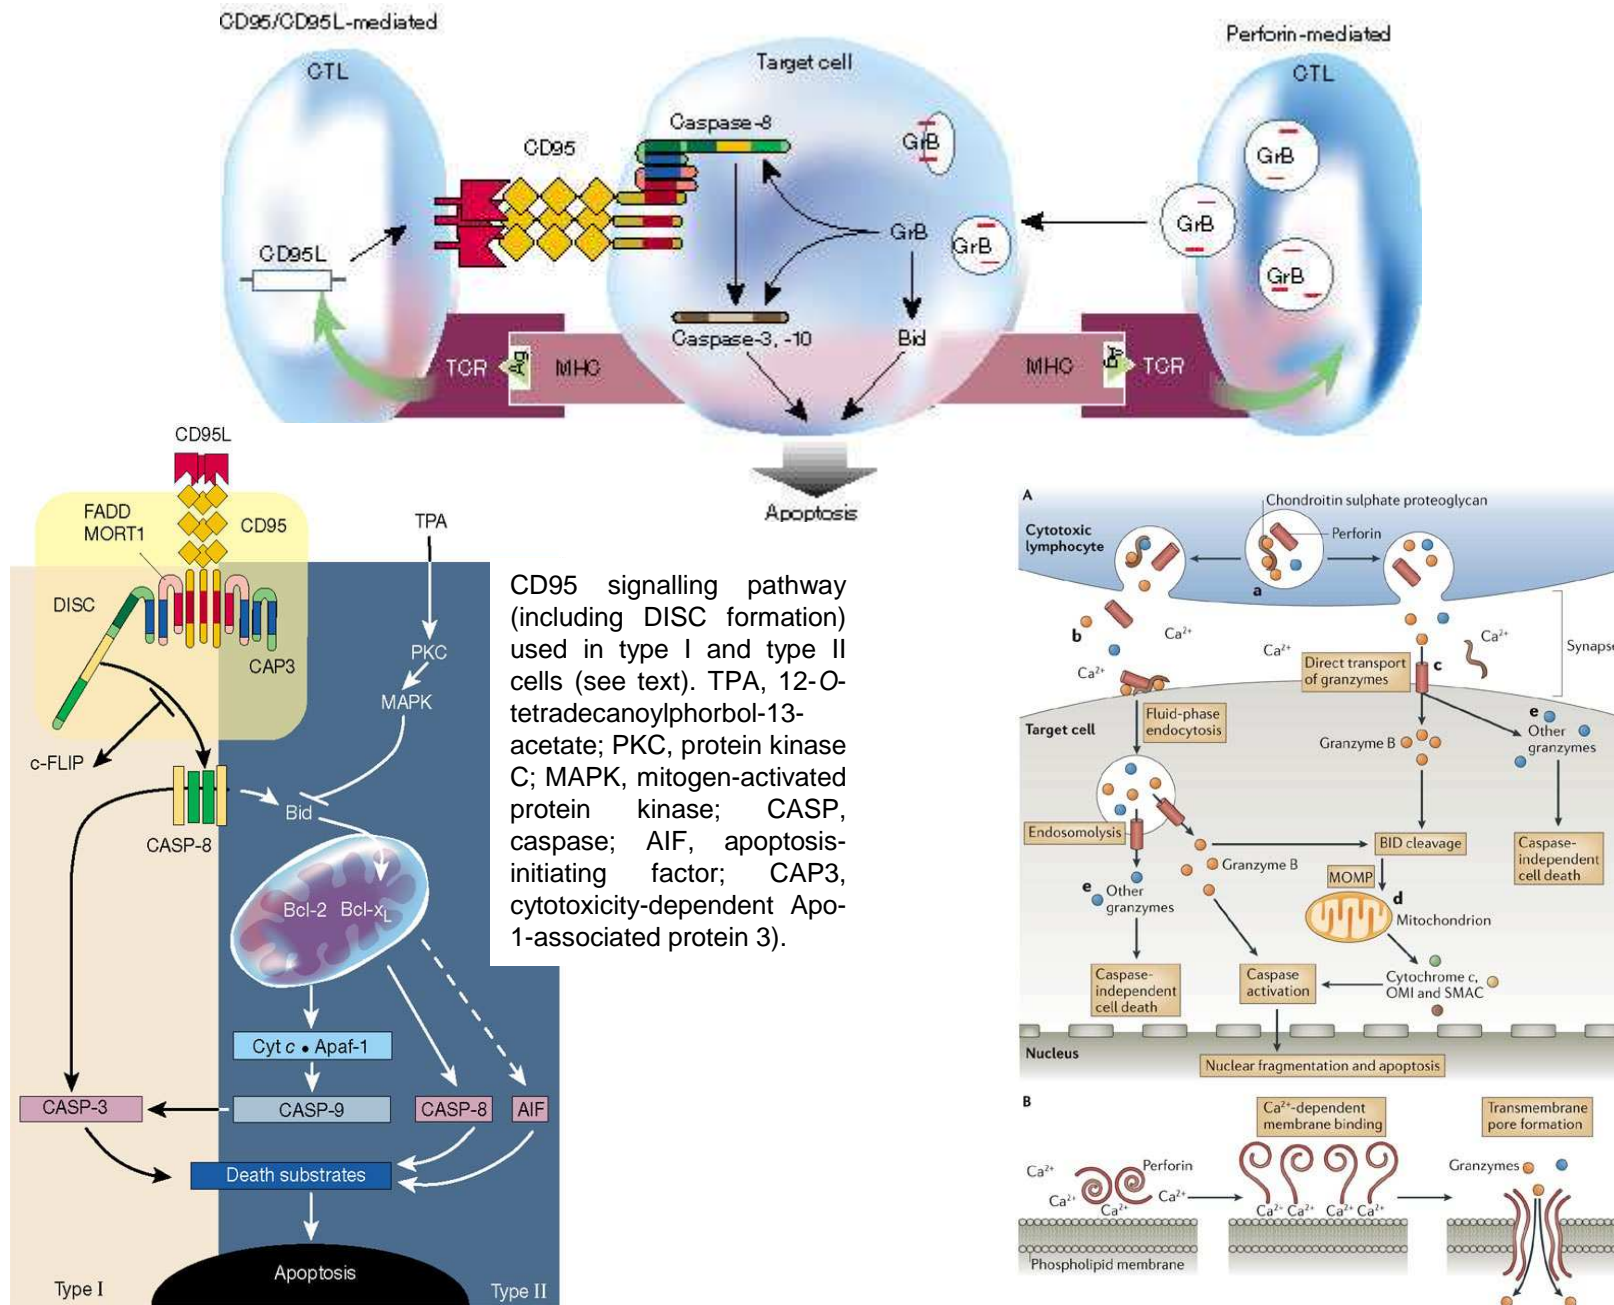 CD95/CD95L-mediated
CTL
CD95L
CD95
Target cell
Caspase-8
GrB
GrB
GrB
Caspase-3, -10
Bid
Perforin-mediated
CTL
GrB
GrB
GrB
TCR
Ag
MHC
MHC
Ag
TCR
Apoptosis
CD95L
FADD
MORT1
CD95
DISC
CAP3
TPA
PKC
MAPK
c-FLIP
CASP-8
Bid
Bcl-2 Bcl-xL
Cyt c • Apaf-1
CASP-3
CASP-9
CASP-8
AIF
Death substrates
Apoptosis
Type I
Type II
CD95 signalling pathway
(including DISC formation)
used in type I and type II
cells (see text). TPA, 12-O-
tetradecanoylphorbol-13-
acetate; PKC, protein kinase
C; MAPK, mitogen-activated
protein kinase; CASP,
caspase; AIF, apoptosis-
initiating factor; CAP3,
cytotoxicity-dependent Apo-
1-associated protein 3).
A
Chondroitin sulphate proteoglycan
Cytotoxic
lymphocyte
Perforin
a
b
Ca2+
Ca2+
Ca2+
Ca2+
Synapse
Direct transport
of granzymes
c
Target cell
Fluid-phase
endocytosis
Granzyme B
e
Other
granzymes
Endosomolysis
BID cleavage
Caspase-
independent
cell death
Granzyme B
MOMP
e
Other
granzymes
d
Mitochondrion
Caspase-
independent
cell death
Caspase
activation
Cytochrome c,
OMI and SMAC
Nucleus
Nuclear fragmentation and apoptosis
B
Ca2+-dependent
membrane binding
Transmembrane
pore formation
Ca2+
Perforin
Ca2+
Ca2+
Ca2+
Ca2+ Ca2+ Ca2+ Ca2+
Granzymes
Phospholipid membrane